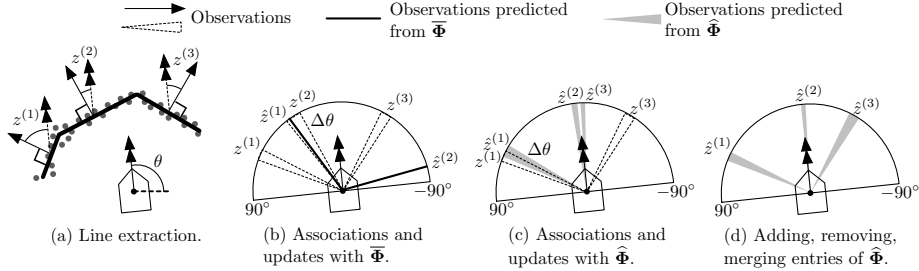 Observations
Observations predicted
from Φ̅
Observations predicted
from Φ̂
z⁽¹⁾
z⁽²⁾
z⁽³⁾
θ
(a) Line extraction.
z⁽¹⁾
ẑ⁽¹⁾
z⁽²⁾
Δθ
z⁽³⁾
ẑ⁽²⁾
90°
−90°
(b) Associations and
updates with Φ̅.
z⁽¹⁾
ẑ⁽¹⁾
Δθ
ẑ⁽²⁾
ẑ⁽³⁾
z⁽³⁾
90°
−90°
(c) Associations and
updates with Φ̂.
ẑ⁽¹⁾
ẑ⁽²⁾
ẑ⁽³⁾
90°
−90°
(d) Adding, removing,
merging entries of Φ̂.